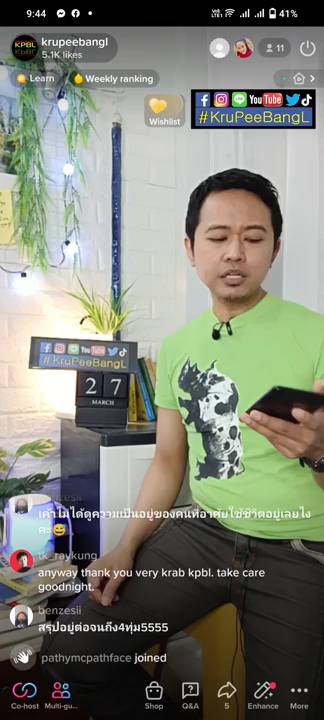 9:44
41%
KPBL
krupeebangl
5.1K likes
11
Learn
Weekly ranking
Wishlist
YouTube
#KruPeeBangL
YouTube
#KruPeeBangL
27
MARCH
benzesii
เค้าไม่ได้ดูความเป็นอยู่ของคนที่อาศัยใช้ชีวิตอยู่เลยไง
คะ😅
tk_raykung
anyway thank you very krab kpbl. take care
goodnight.
benzesii
สรุปอยู่ต่อจนถึง4ทุ่ม5555
pathymcpathface joined
Co-host
Multi-gu...
Shop
Q&A
5
Enhance
More